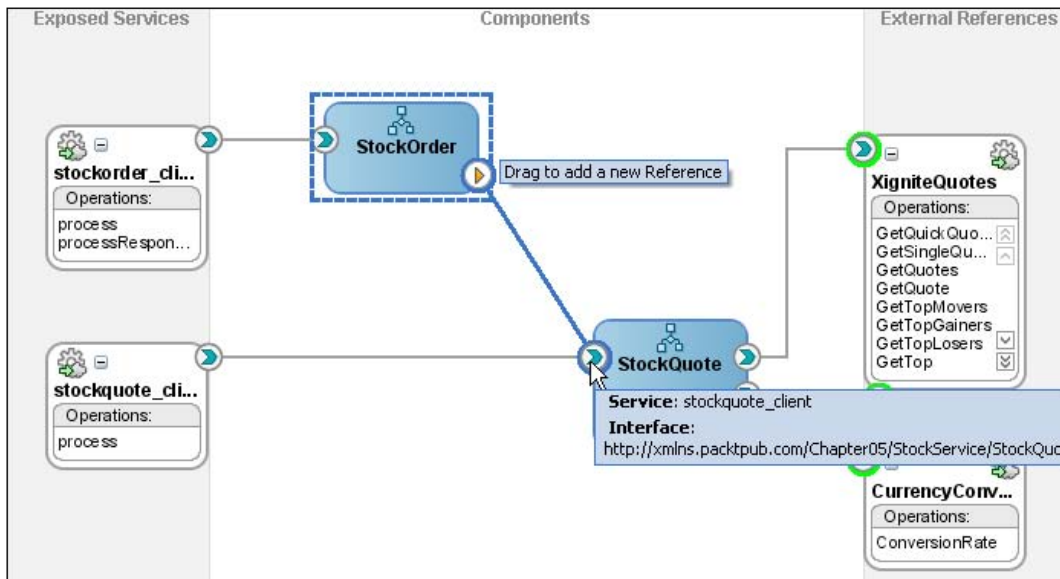 Exposed Services
Components
External References
StockOrder
Drag to add a new Reference
stockorder_cli...
Operations:
process
processRespon...
XigniteQuotes
Operations:
GetQuickQuo...
GetSingleQu...
GetQuotes
GetQuote
GetTopMovers
GetTopGainers
GetTopLosers
GetTop
stockquote_cli...
Operations:
process
StockQuote
Service: stockquote_client
Interface:
http://xmlns.packtpub.com/Chapter05/StockService/StockQuo
CurrencyConv...
Operations:
ConversionRate